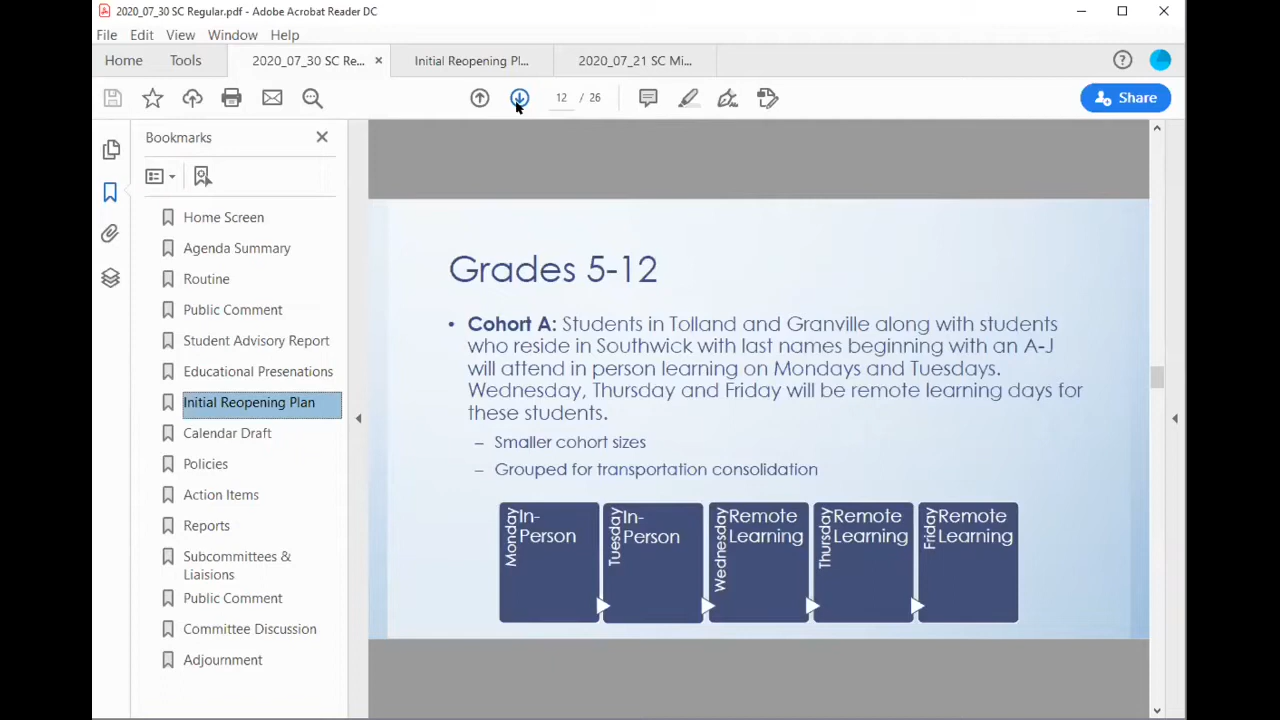 2020_07_30 SC Regular.pdf - Adobe Acrobat Reader DC
File Edit View Window Help
Home Tools 2020_07_30 SC Re... × Initial Reopening Pl... 2020_07_21 SC Mi...
12 / 26 Share
Bookmarks
Home Screen
Agenda Summary
Routine
Public Comment
Student Advisory Report
Educational Presenations
Initial Reopening Plan
Calendar Draft
Policies
Action Items
Reports
Subcommittees &
Liaisions
Public Comment
Committee Discussion
Adjournment
Grades 5-12
• Cohort A: Students in Tolland and Granville along with students
who reside in Southwick with last names beginning with an A-J
will attend in person learning on Mondays and Tuesdays.
Wednesday, Thursday and Friday will be remote learning days for
these students.
– Smaller cohort sizes
– Grouped for transportation consolidation
Monday
In-
Person
Tuesday
In-
Person
Wednesday
Remote
Learning
Thursday
Remote
Learning
Friday
Remote
Learning